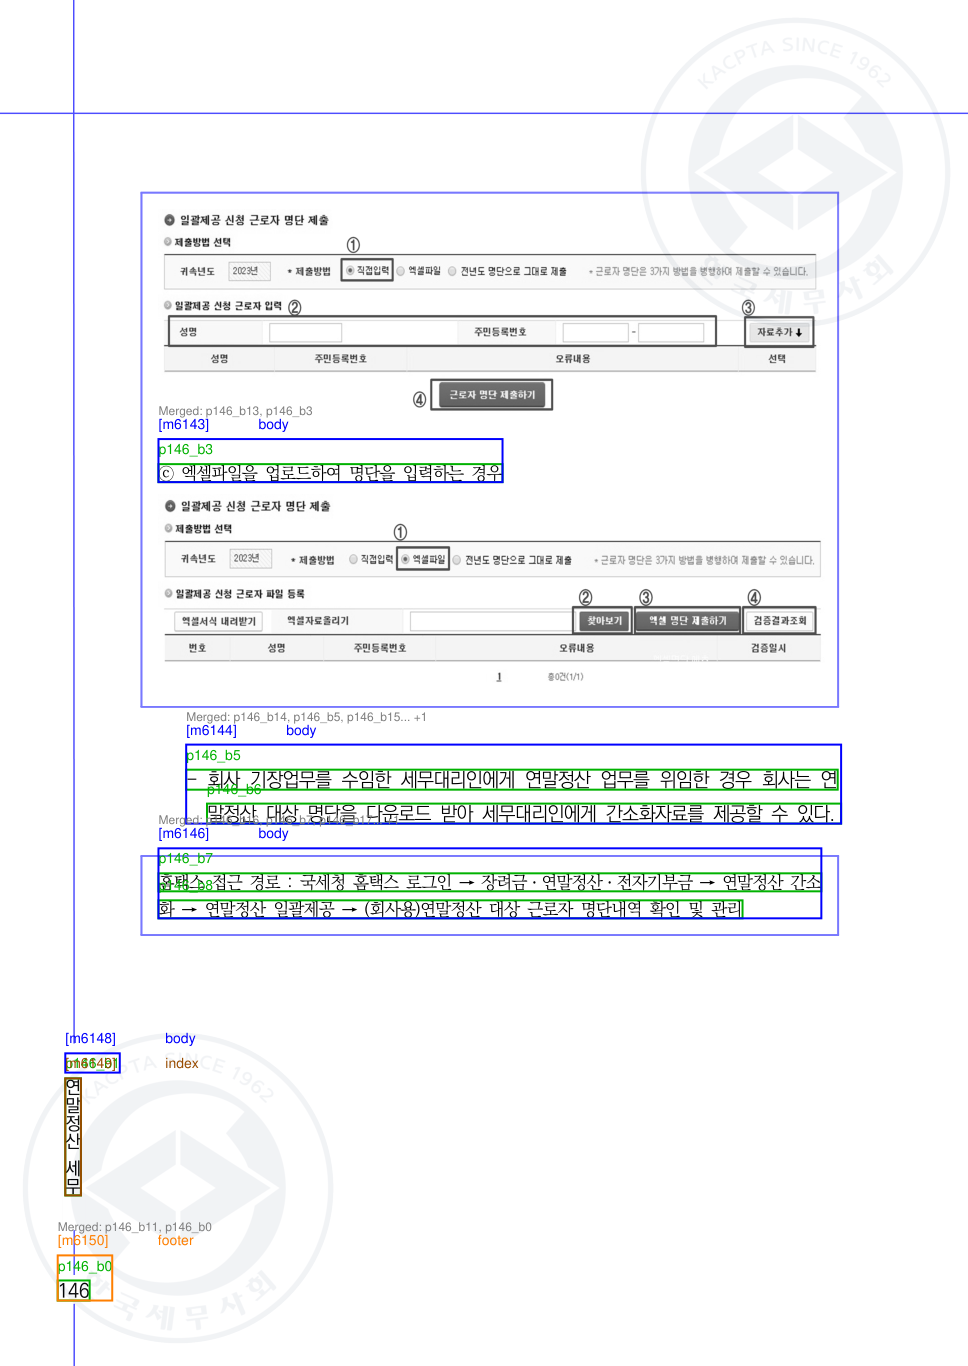 KACPTA SINCE 1962
한국세무사회
일괄제공 신청 근로자 명단 제출
제출방법 선택
①
귀속년도 2023년 * 제출방법 직접입력 엑셀파일 전년도 명단으로 그대로 제출 * 근로자 명단은 3가지 방법을 병행하여 제출할 수 있습니다.
일괄제공 신청 근로자 입력 ②
③
성명 주민등록번호 - 자료추가
성명 주민등록번호 오류내용 선택
④ 근로자 명단 제출하기
Merged: p146_b13, p146_b3
[m6143] body
p146_b3
ⓒ 엑셀파일을 업로드하여 명단을 입력하는 경우
일괄제공 신청 근로자 명단 제출
제출방법 선택
①
귀속년도 2023년 * 제출방법 직접입력 엑셀파일 전년도 명단으로 그대로 제출 * 근로자 명단은 3가지 방법을 병행하여 제출할 수 있습니다.
일괄제공 신청 근로자 파일 등록
② ③ ④
엑셀서식 내려받기 엑셀자료올리기 찾아보기 엑셀 명단 제출하기 검증결과조회
번호 성명 주민등록번호 오류내용 검증일시
1 총0건(1/1)
Merged: p146_b14, p146_b5, p146_b15... +1
[m6144] body
p146_b5
- 회사 기장업무를 수임한 세무대리인에게 연말정산 업무를 위임한 경우 회사는 연
p146_b6
말정산 대상 명단을 다운로드 받아 세무대리인에게 간소화자료를 제공할 수 있다.
[m6146] body
p146_b7
홈택스 접근 경로 : 국세청 홈택스 로그인 → 장려금·연말정산·전자기부금 → 연말정산 간소
p146_b8
화 → 연말정산 일괄제공 → (회사용)연말정산 대상 근로자 명단내역 확인 및 관리
[m6148] body
[m6149] index
연말정산 세무
KACPTA SINCE 1962
Merged: p146_b11, p146_b0
[m6150] footer
p146_b0
146
한국세무사회